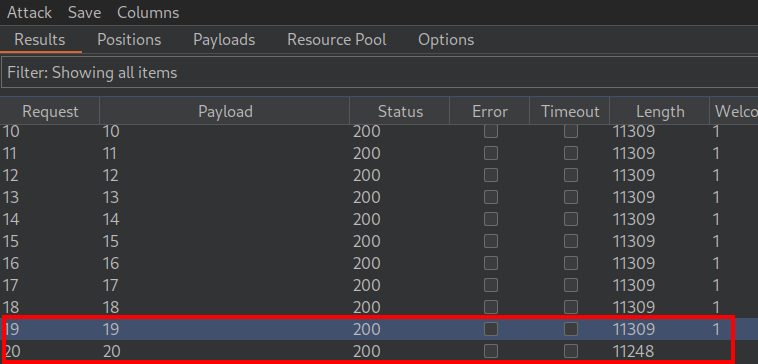 Attack Save Columns
Results Positions Payloads Resource Pool Options
Filter: Showing all items
Request Payload Status Error Timeout Length Welco
10 10 200 11309 1
11 11 200 11309 1
12 12 200 11309 1
13 13 200 11309 1
14 14 200 11309 1
15 15 200 11309 1
16 16 200 11309 1
17 17 200 11309 1
18 18 200 11309 1
19 19 200 11309 1
20 20 200 11248